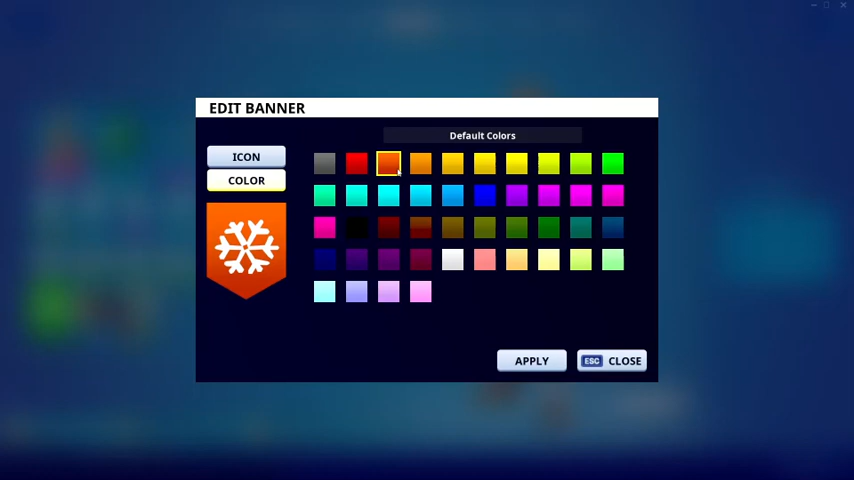 EDIT BANNER
Default Colors
ICON
COLOR
APPLY
ESC CLOSE